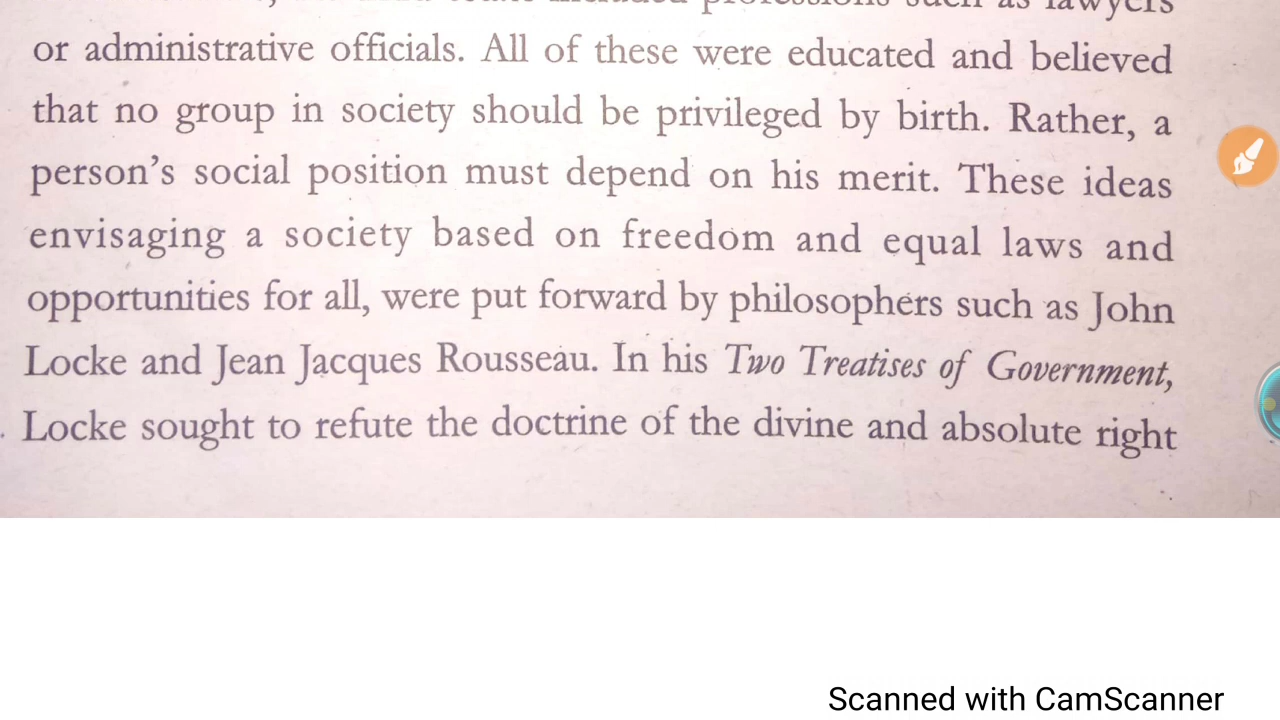 professions such as lawyers
or administrative officials. All of these were educated and believed
that no group in society should be privileged by birth. Rather, a
person’s social position must depend on his merit. These ideas
envisaging a society based on freedom and equal laws and
opportunities for all, were put forward by philosophers such as John
Locke and Jean Jacques Rousseau. In his Two Treatises of Government,
Locke sought to refute the doctrine of the divine and absolute right
Scanned with CamScanner